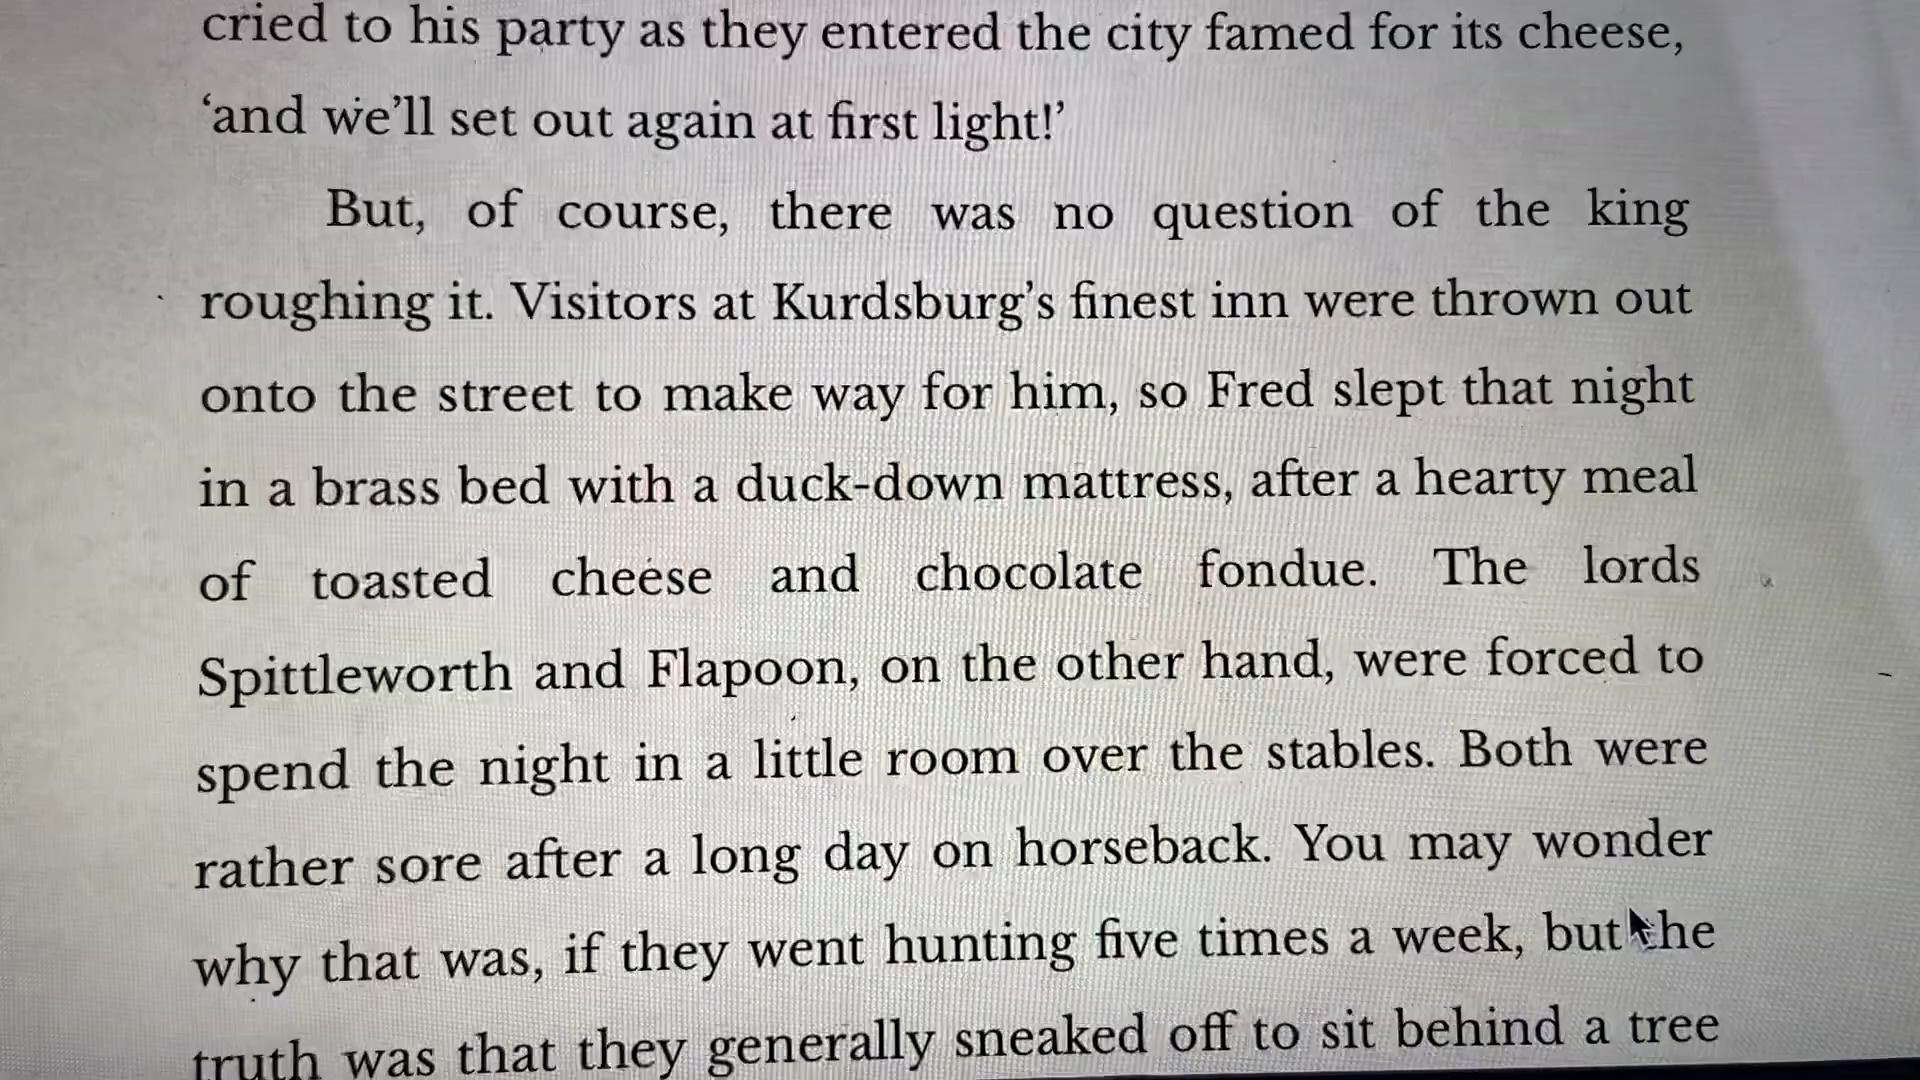 cried to his party as they entered the city famed for its cheese,
‘and we’ll set out again at first light!’
But, of course, there was no question of the king
roughing it. Visitors at Kurdsburg’s finest inn were thrown out
onto the street to make way for him, so Fred slept that night
in a brass bed with a duck-down mattress, after a hearty meal
of toasted cheese and chocolate fondue. The lords
Spittleworth and Flapoon, on the other hand, were forced to
spend the night in a little room over the stables. Both were
rather sore after a long day on horseback. You may wonder
why that was, if they went hunting five times a week, but the
truth was that they generally sneaked off to sit behind a tree